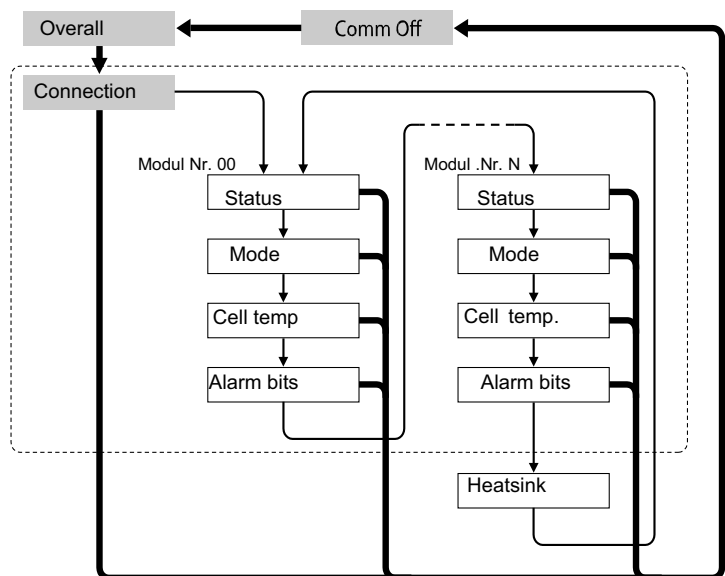 Overall
Comm Off
Connection
Modul Nr. 00
Status
Mode
Cell temp
Alarm bits
Modul .Nr. N
Status
Mode
Cell temp.
Alarm bits
Heatsink